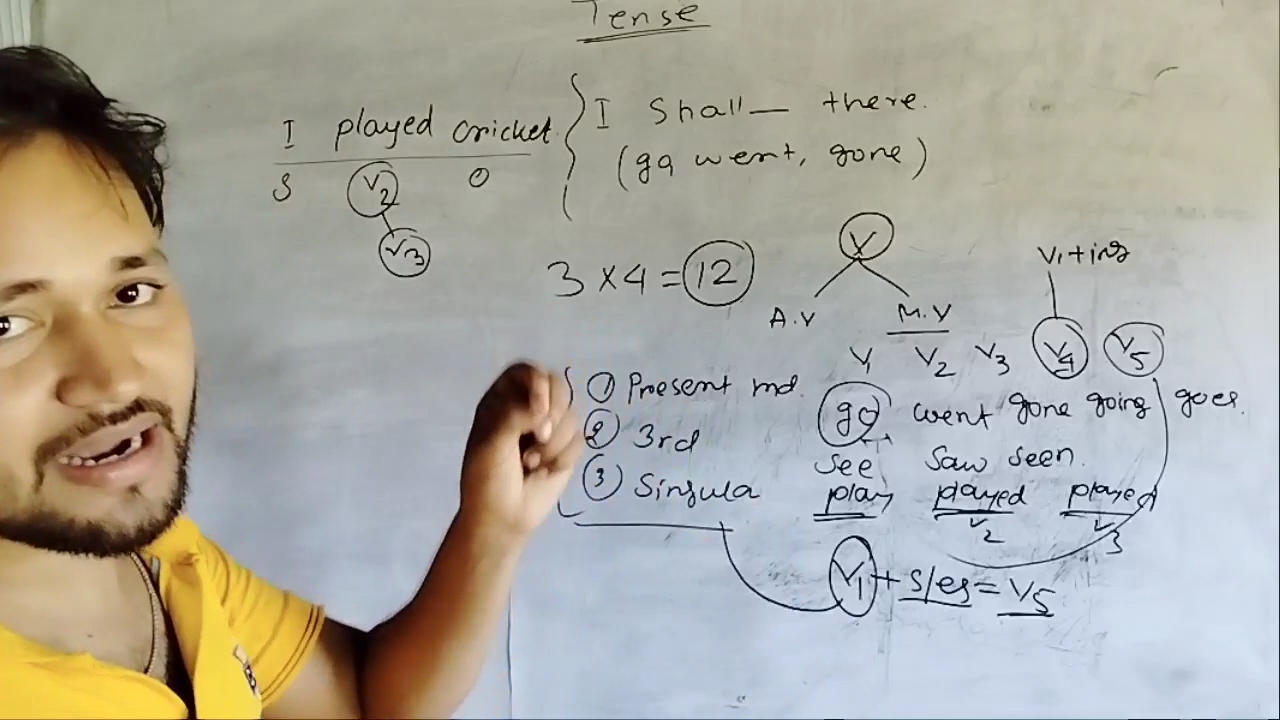 Tense
I played cricket.
S V2 O
V3
I Shall — there.
(go went, gone)
3 × 4 = 12
V
A.V M.V
V1+ing
V1 V2 V3 V4 V5
① Present ind.
② 3rd
③ Singula
go went gone going goes.
See Saw seen.
play played played
V2 V3
V1 + s/es = V5